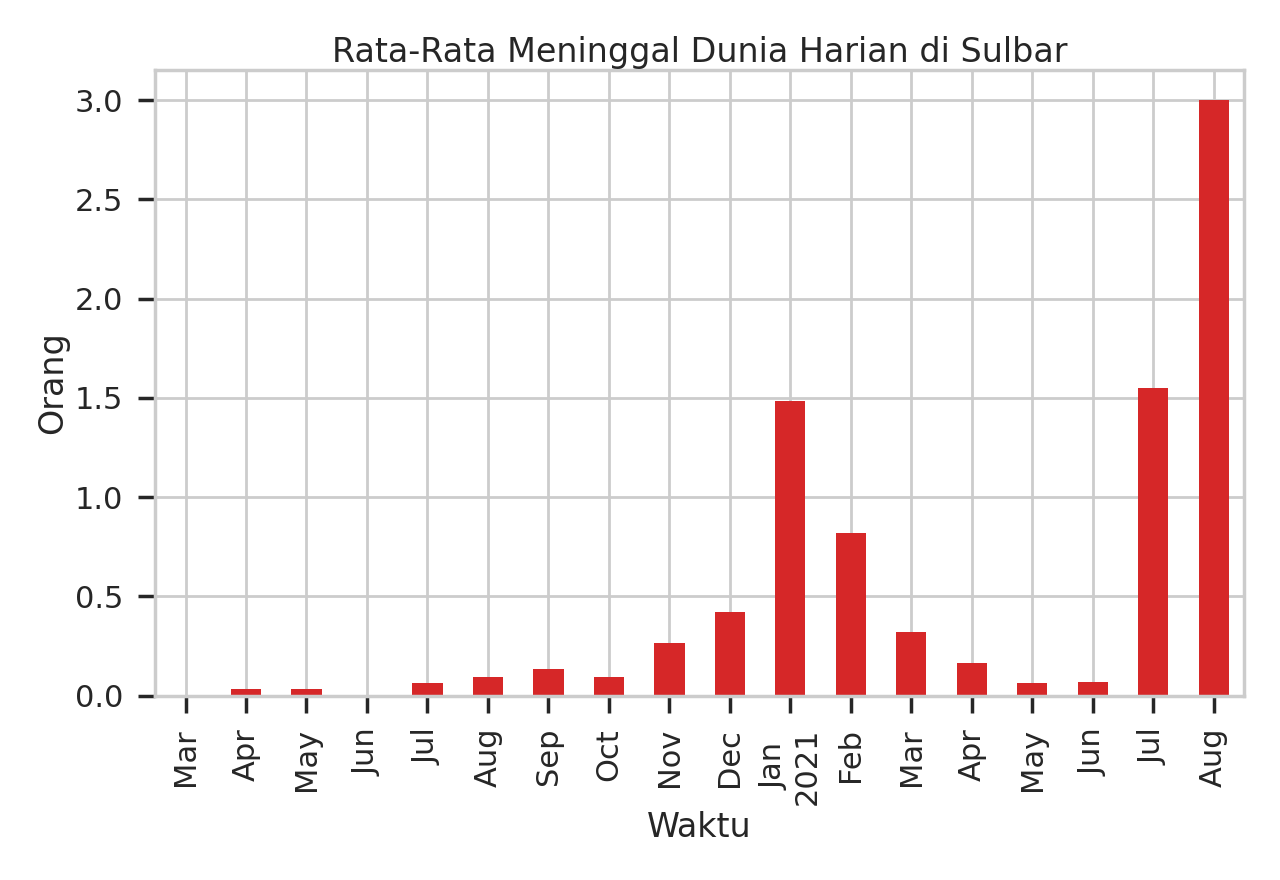 Rata-Rata Meninggal Dunia Harian di Sulbar
3.0
2.5
2.0
1.5
1.0
0.5
0.0
Orang
Mar
Apr
May
Jun
Jul
Aug
Sep
Oct
Nov
Dec
Jan
2021
Feb
Mar
Apr
May
Jun
Jul
Aug
Waktu